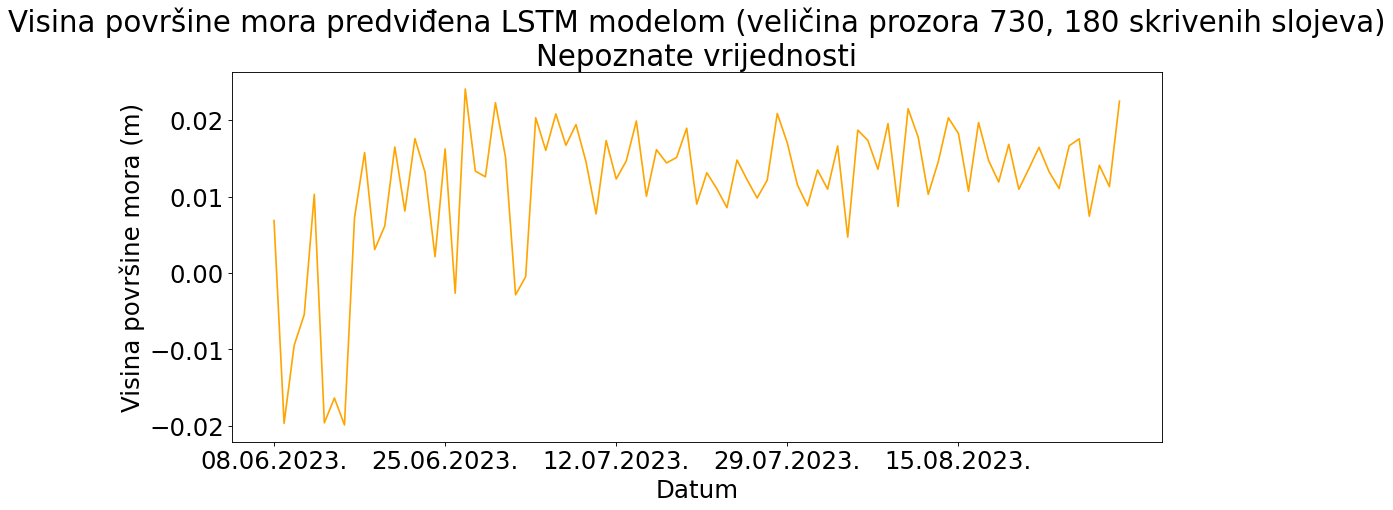 Visina površine mora predviđena LSTM modelom (veličina prozora 730, 180 skrivenih slojeva)
Nepoznate vrijednosti
Visina površine mora (m)
0.02
0.01
0.00
−0.01
−0.02
08.06.2023. 25.06.2023. 12.07.2023. 29.07.2023. 15.08.2023.
Datum